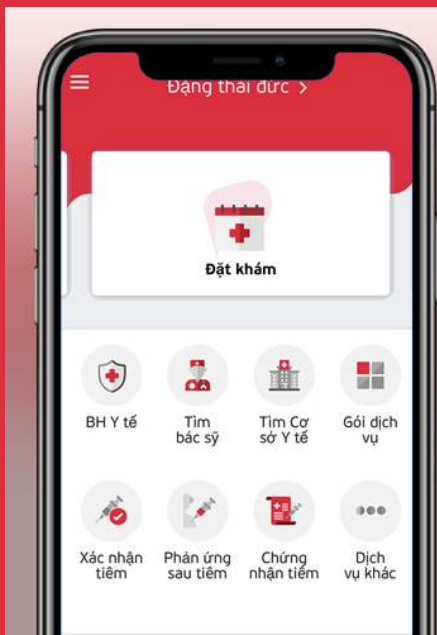 Đặng thái đức >
Đặt khám
BH Y tế
Tìm
bác sỹ
Tìm Cơ
sở Y tế
Gói dịch
vụ
Xác nhận
tiêm
Phản ứng
sau tiêm
Chứng
nhận tiêm
Dịch
vụ khác